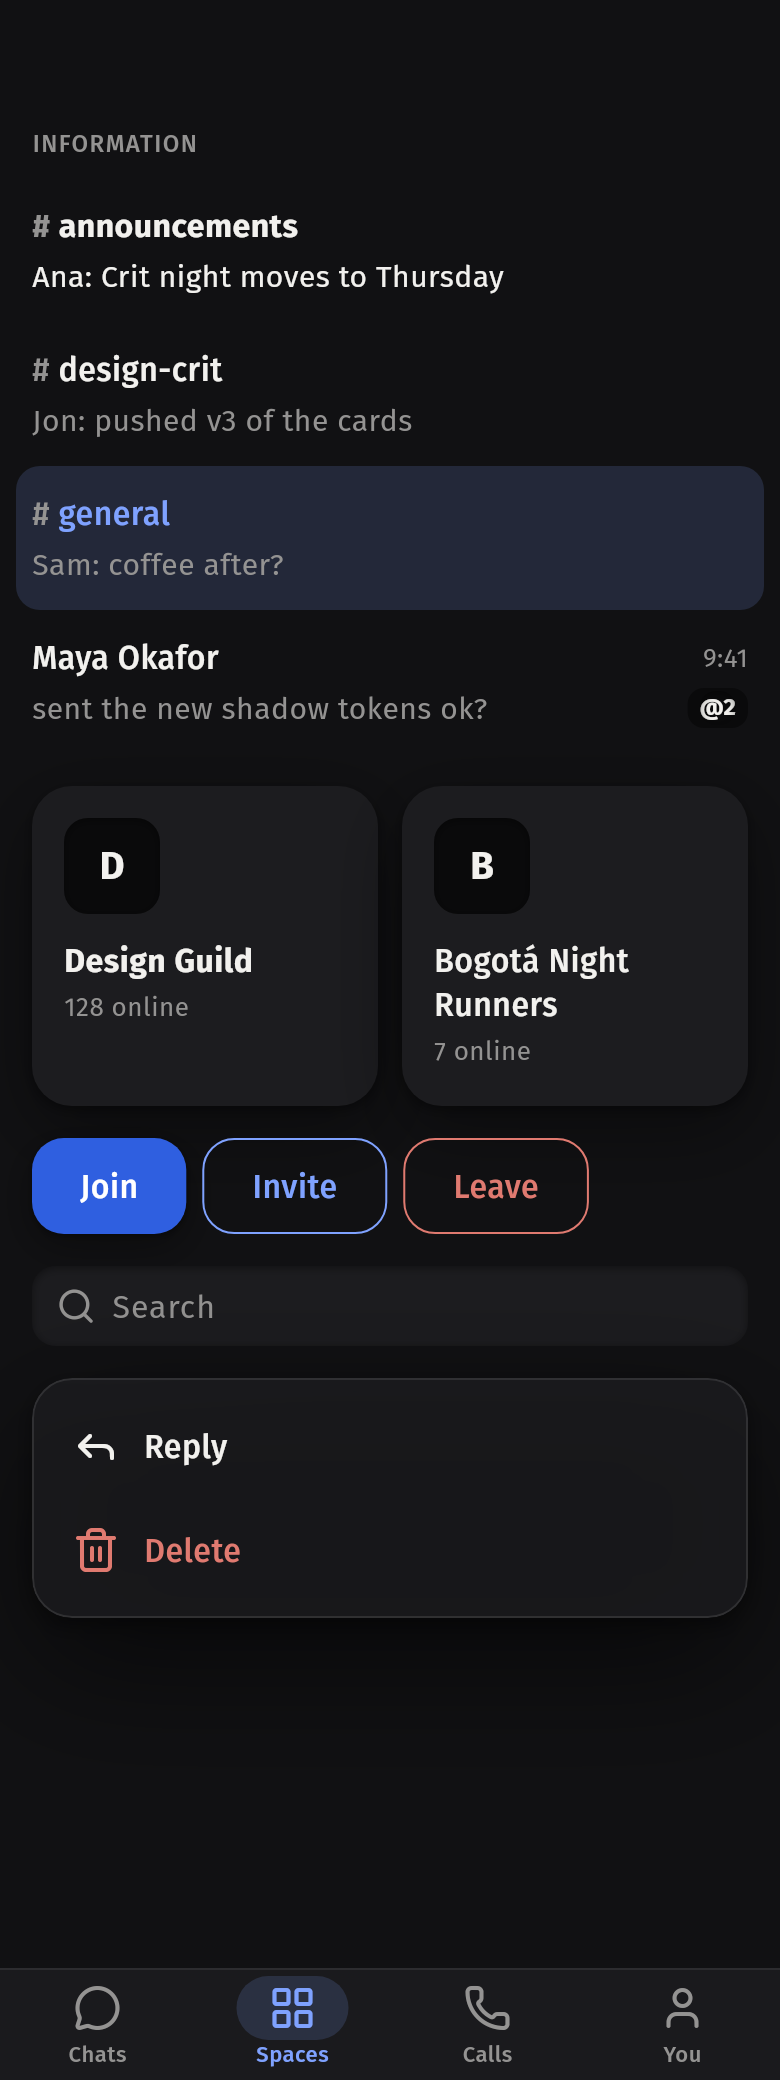 INFORMATION
# announcements
Ana: Crit night moves to Thursday
# design-crit
Jon: pushed v3 of the cards
# general
Sam: coffee after?
Maya Okafor 9:41
sent the new shadow tokens ok? @2
D
Design Guild
128 online
B
Bogotá Night
Runners
7 online
Join Invite Leave
Search
Reply
Delete
Chats Spaces Calls You